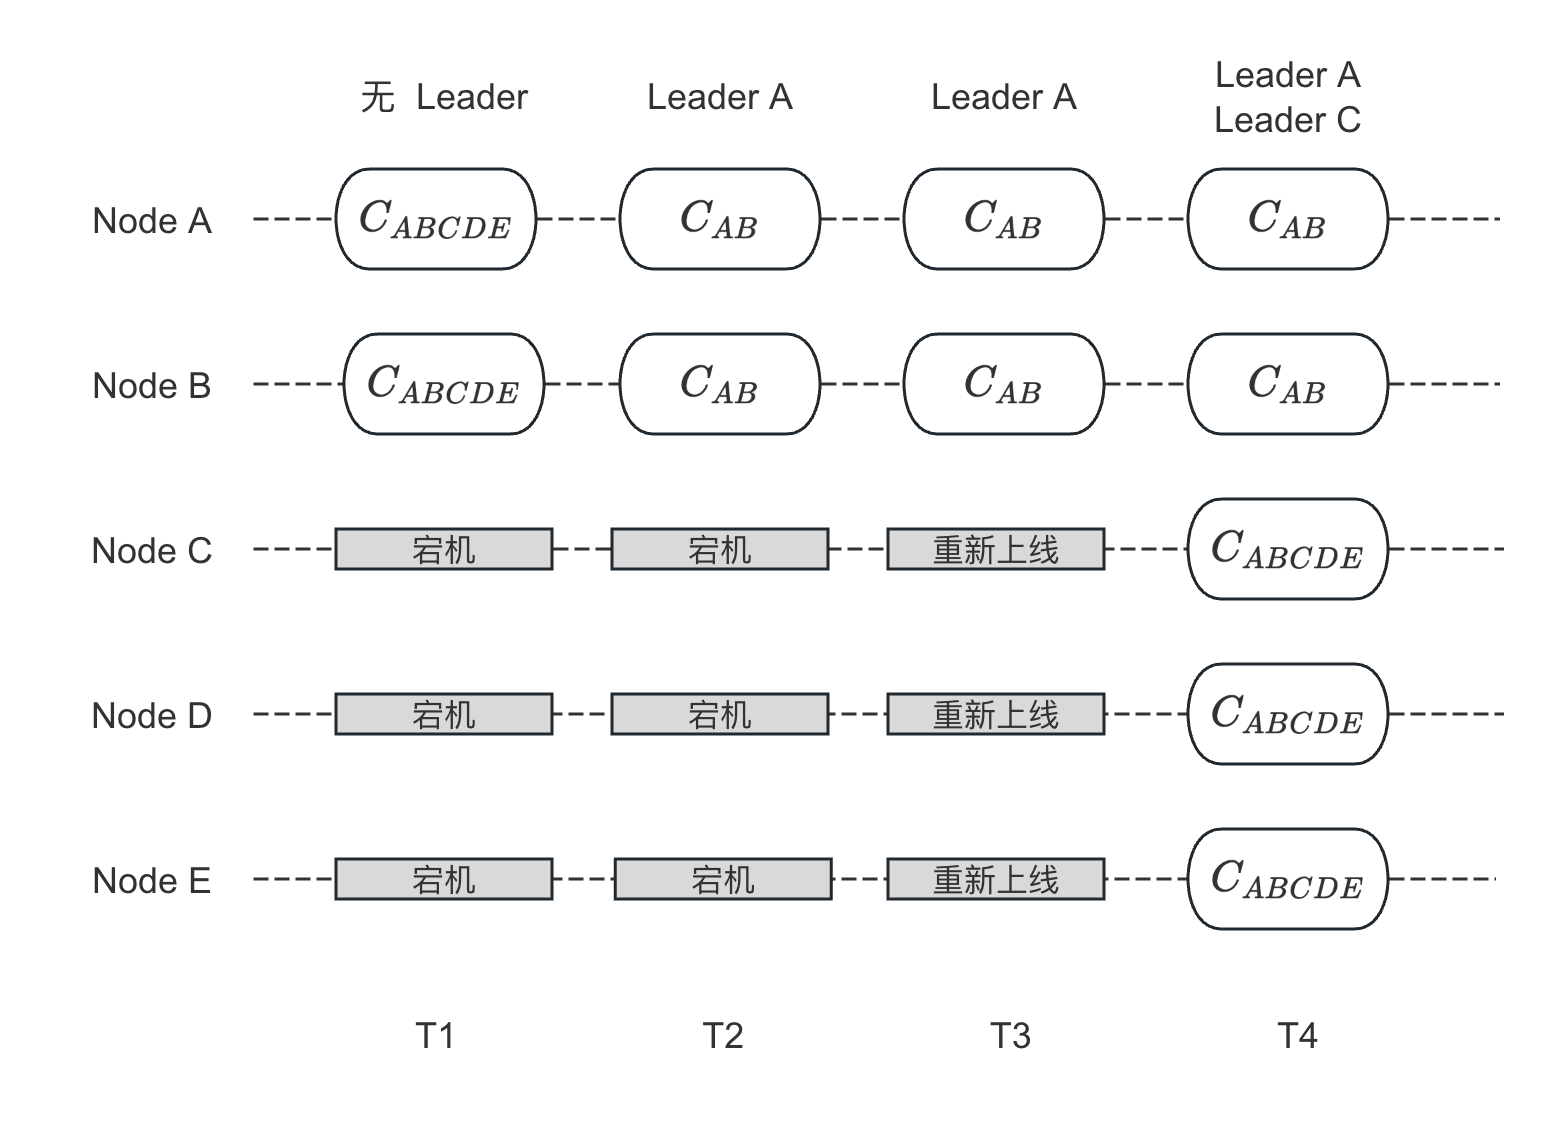 无 Leader
Leader A
Leader A
Leader A
Leader C
Node A
C_{ABCDE}
C_{AB}
C_{AB}
C_{AB}
Node B
C_{ABCDE}
C_{AB}
C_{AB}
C_{AB}
Node C
宕机
宕机
重新上线
C_{ABCDE}
Node D
宕机
宕机
重新上线
C_{ABCDE}
Node E
宕机
宕机
重新上线
C_{ABCDE}
T1
T2
T3
T4